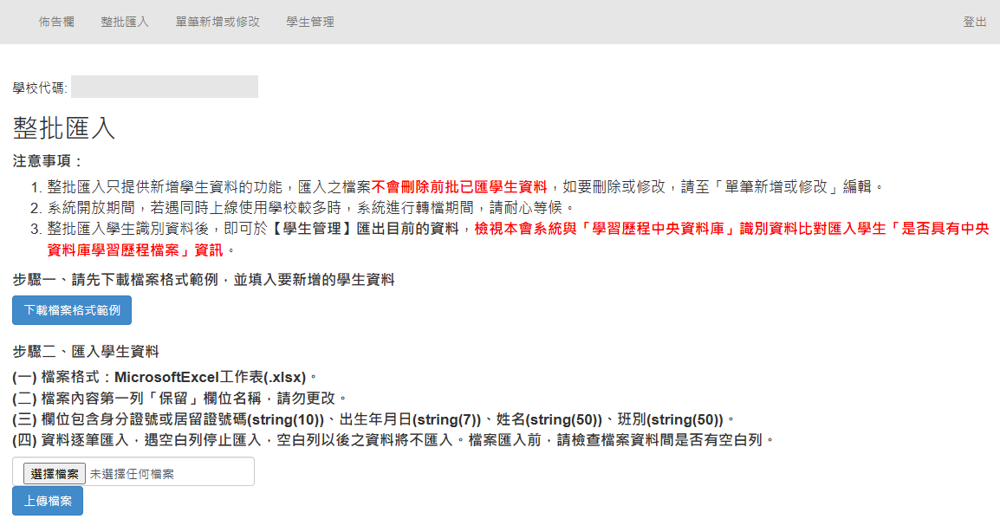 佈告欄 整批匯入 單筆新增或修改 學生管理 登出
學校代碼:
整批匯入
注意事項：
1. 整批匯入只提供新增學生資料的功能，匯入之檔案不會刪除前批已匯學生資料，如要刪除或修改，請至「單筆新增或修改」編輯。
2. 系統開放期間，若遇同時上線使用學校較多時，系統進行轉檔期間，請耐心等候。
3. 整批匯入學生識別資料後，即可於【學生管理】匯出目前的資料，檢視本會系統與「學習歷程中央資料庫」識別資料比對匯入學生「是否具有中央
資料庫學習歷程檔案」資訊。
步驟一、請先下載檔案格式範例，並填入要新增的學生資料
下載檔案格式範例
步驟二、匯入學生資料
(一) 檔案格式：MicrosoftExcel工作表(.xlsx)。
(二) 檔案內容第一列「保留」欄位名稱，請勿更改。
(三) 欄位包含身分證號或居留證號碼(string(10))、出生年月日(string(7))、姓名(string(50))、班別(string(50))。
(四) 資料逐筆匯入，遇空白列停止匯入，空白列以後之資料將不匯入。檔案匯入前，請檢查檔案資料間是否有空白列。
選擇檔案 未選擇任何檔案
上傳檔案